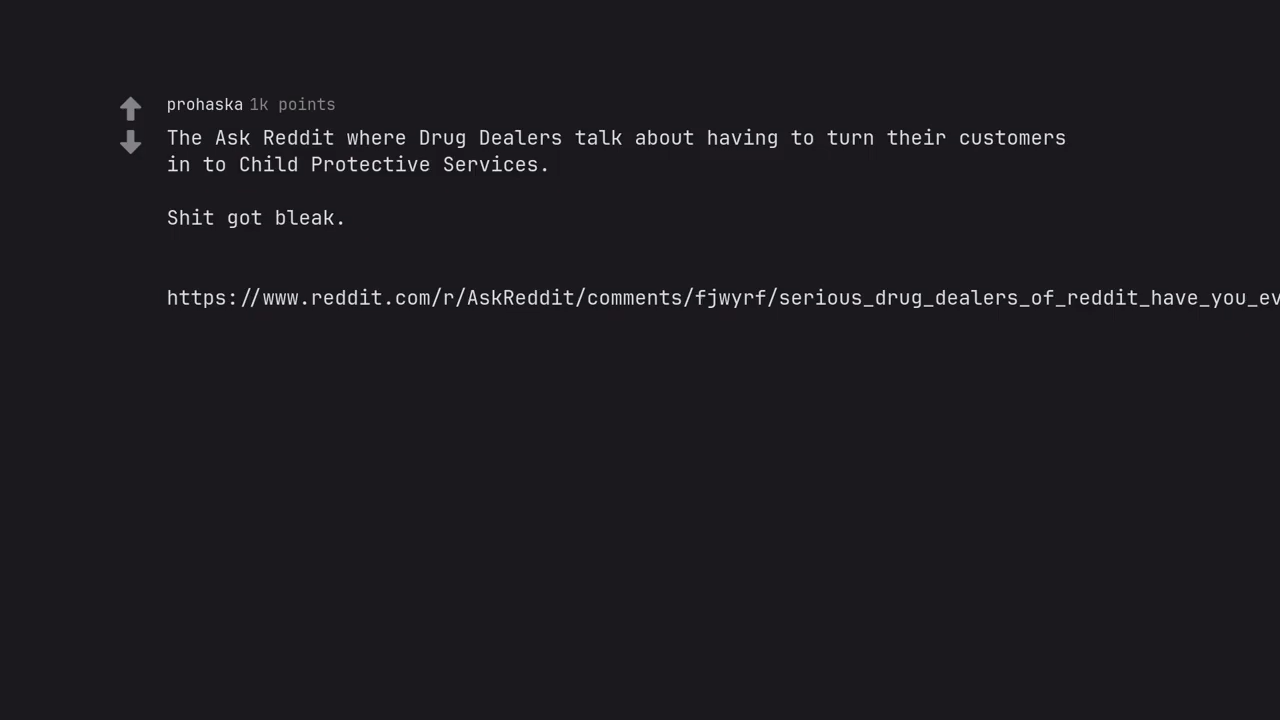 prohaska 1k points
The Ask Reddit where Drug Dealers talk about having to turn their customers
in to Child Protective Services.
Shit got bleak.
https://www.reddit.com/r/AskReddit/comments/fjwyrf/serious_drug_dealers_of_reddit_have_you_ev